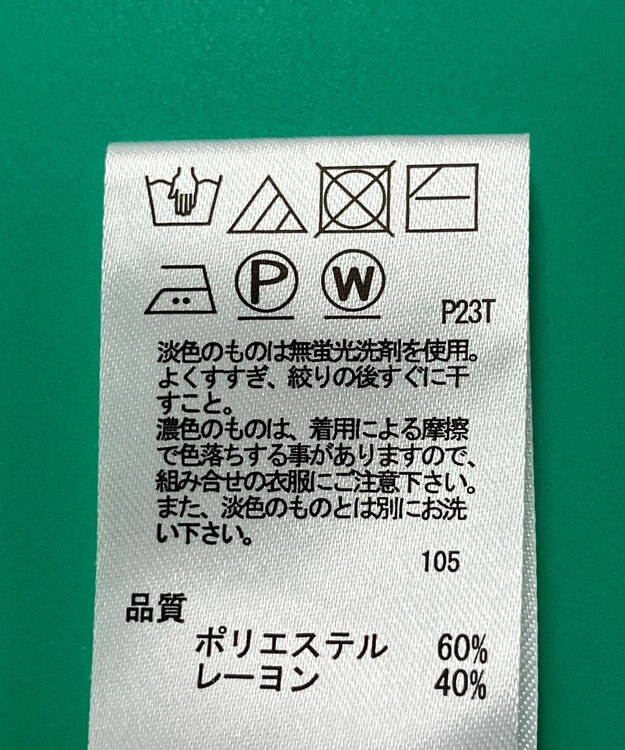 P W
P23T
淡色のものは無蛍光洗剤を使用。
よくすすぎ、絞りの後すぐに干
すこと。
濃色のものは、着用による摩擦
で色落ちする事がありますので、
組み合せの衣服にご注意下さい。
また、淡色のものとは別にお洗
い下さい。
105
品質
ポリエステル 60%
レーヨン 40%